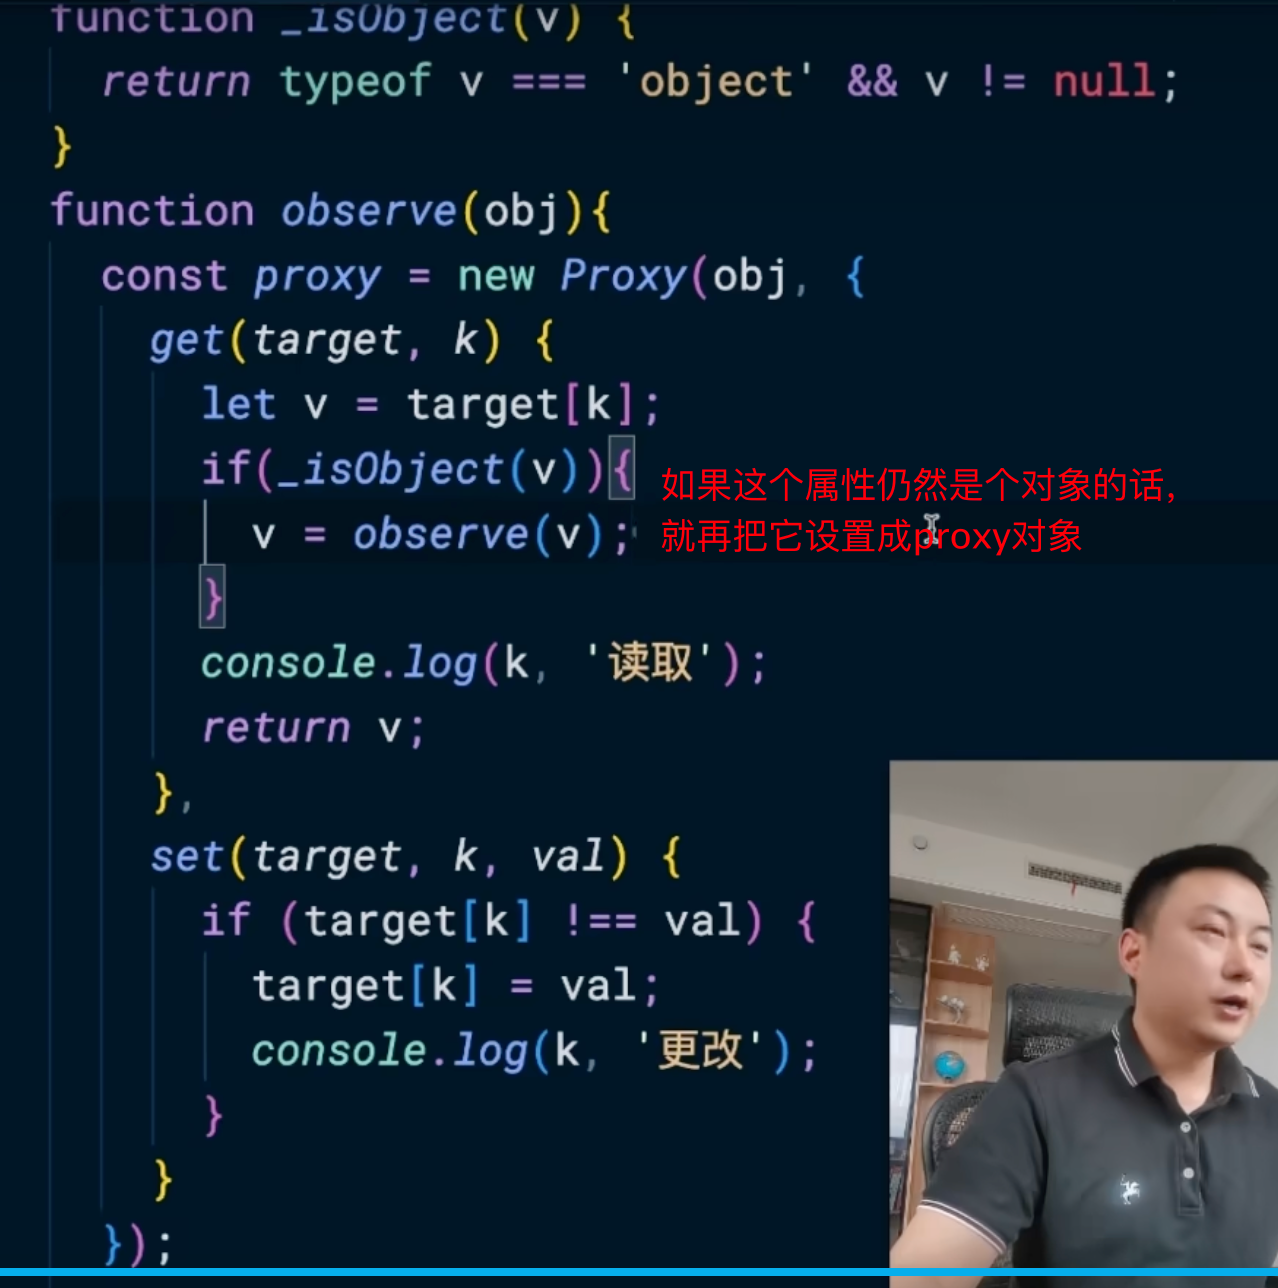 function _isObject(v) {
return typeof v === 'object' && v != null;
}
function observe(obj){
const proxy = new Proxy(obj, {
get(target, k) {
let v = target[k];
if(_isObject(v)){
如果这个属性仍然是个对象的话,
v = observe(v);
就再把它设置成proxy对象
}
console.log(k, '读取');
return v;
},
set(target, k, val) {
if (target[k] !== val) {
target[k] = val;
console.log(k, '更改');
}
}
});